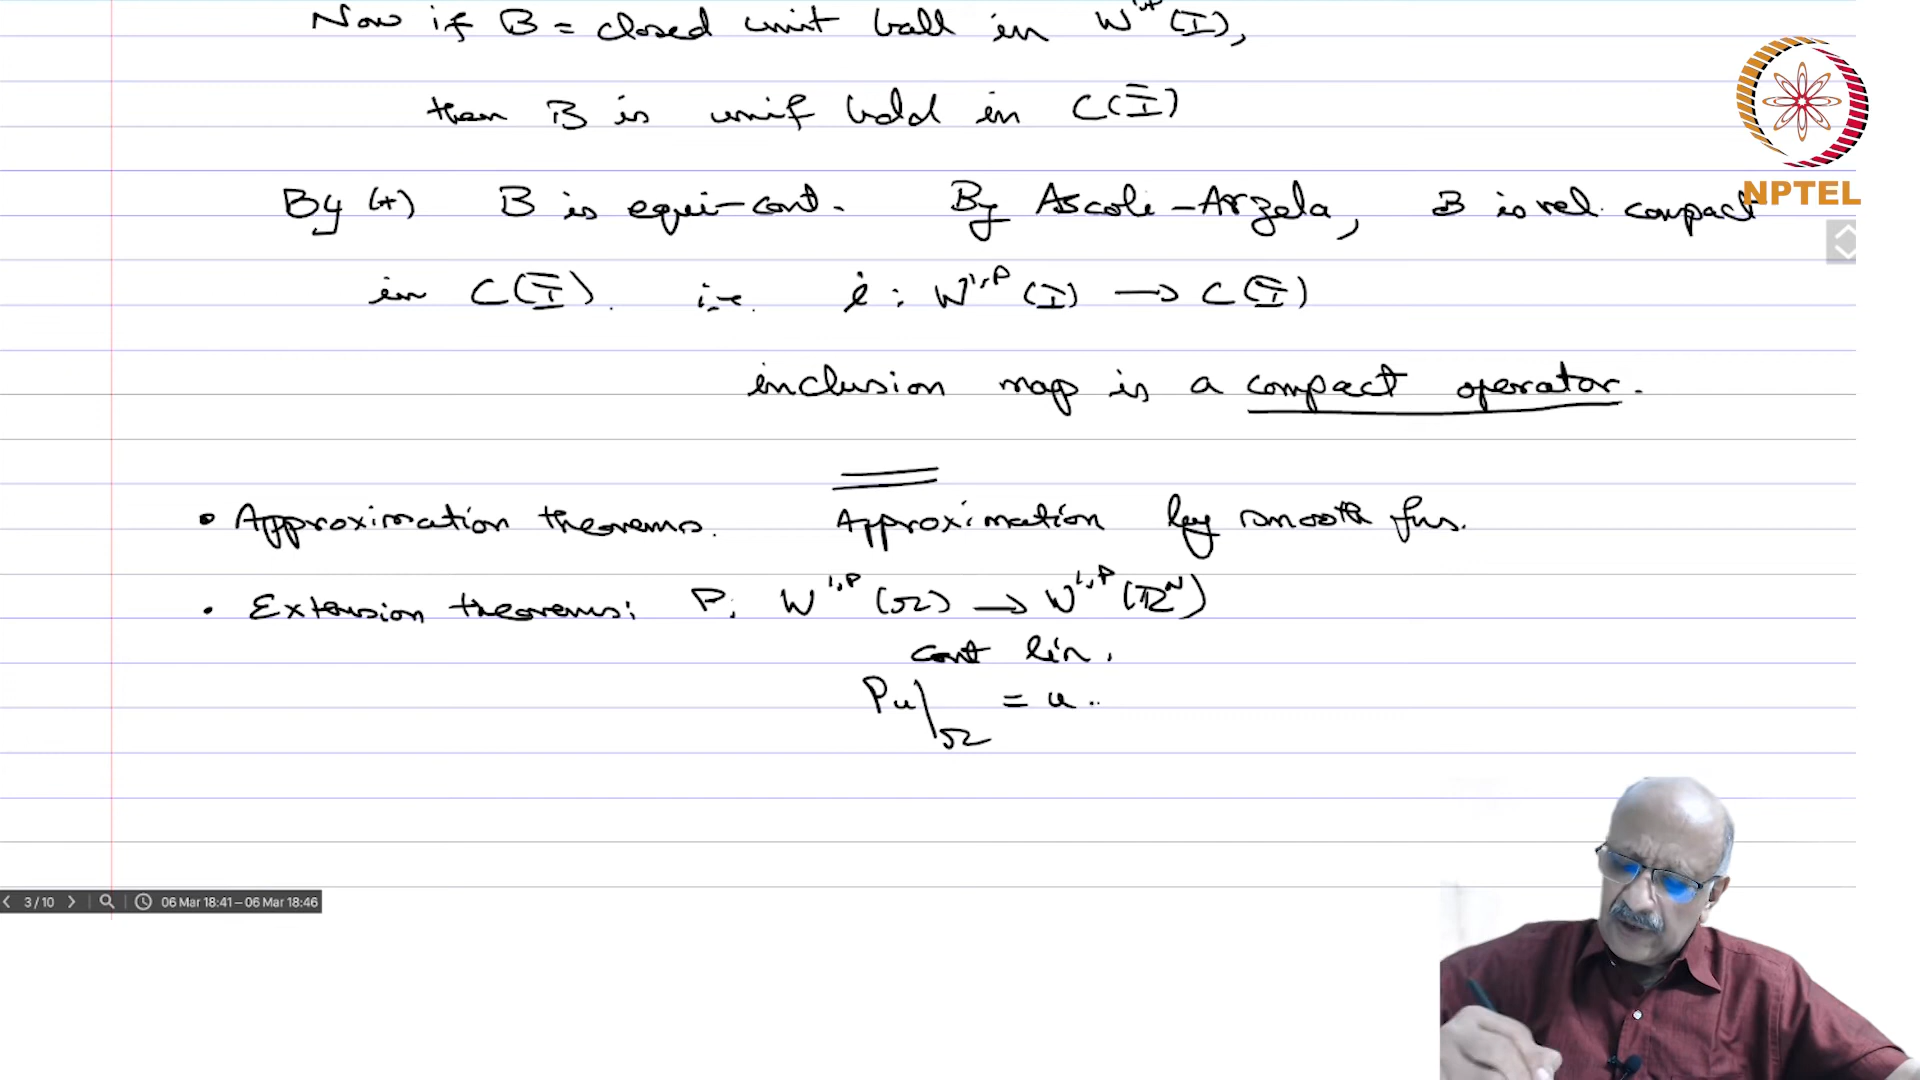 Now if B = closed unit ball in W^{1,p}(I),
then B is unif bdd in C(Ī)
NPTEL
By (*) B is equi-cont. By Ascoli-Arzela, B is rel. compact
in C(Ī). i.e. i : W^{1,p}(I) → C(Ī)
inclusion map is a compact operator.
• Approximation theorems. Approximation by smooth fns.
• Extension theorems: P: W^{1,p}(Ω) → W^{1,p}(ℝ^N)
cont lin.
Pu|_Ω = u.
3 / 10 06 Mar 18:41 – 06 Mar 18:46